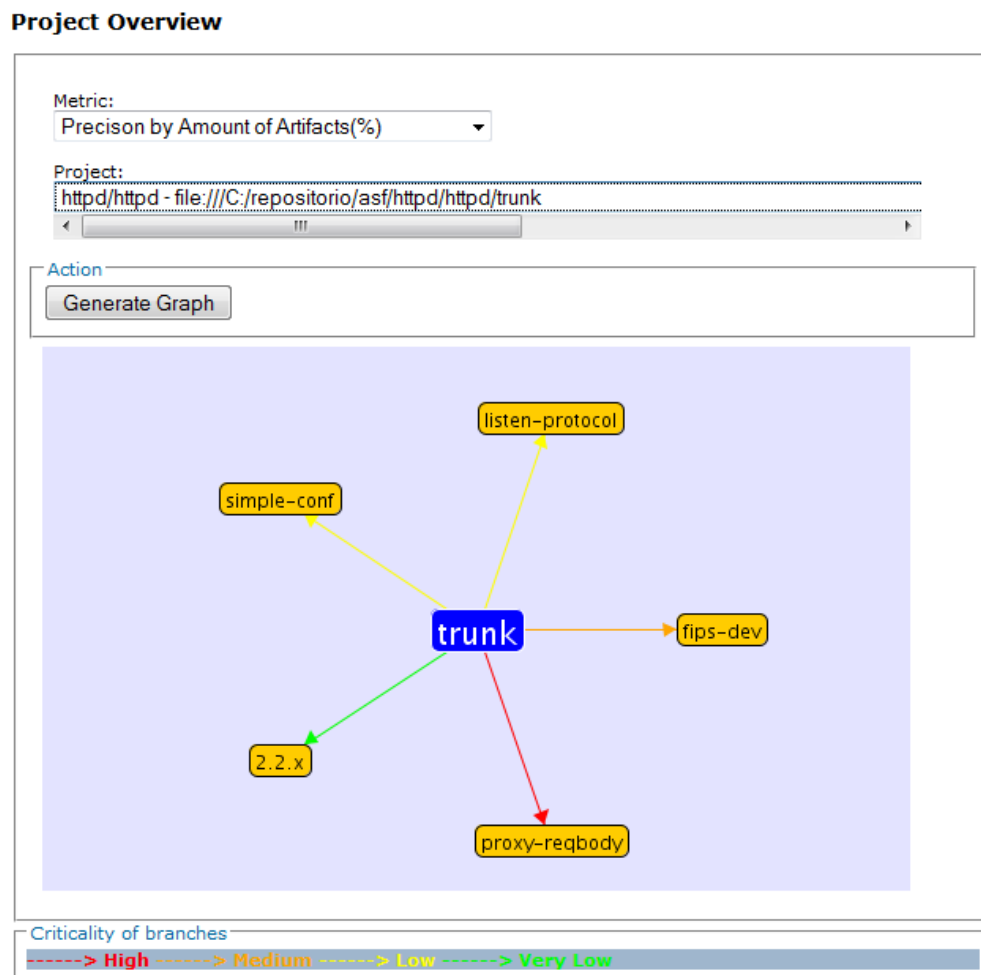 Project Overview
Metric:
Precison by Amount of Artifacts(%)
Project:
httpd/httpd - file:///C:/repositorio/asf/httpd/httpd/trunk
Action
Generate Graph
listen-protocol
simple-conf
trunk
fips-dev
2.2.x
proxy-reqbody
Criticality of branches
------> High ------> Medium ------> Low ------> Very Low